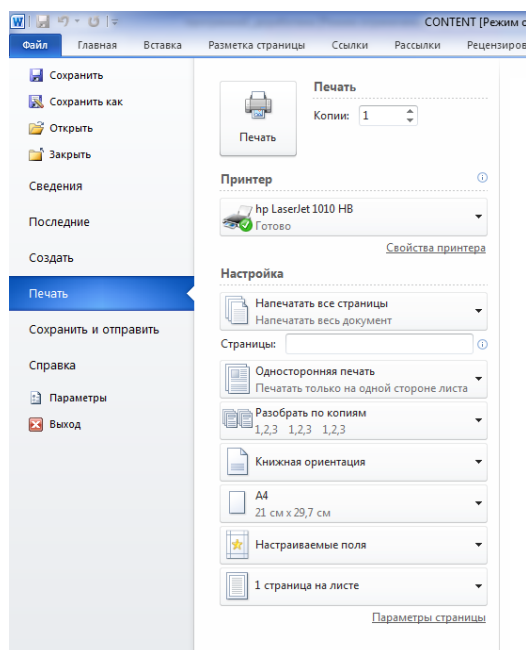 CONTENT [Режим
Файл Главная Вставка Разметка страницы Ссылки Рассылки Рецензиров
Сохранить
Сохранить как
Открыть
Закрыть
Сведения
Последние
Создать
Печать
Сохранить и отправить
Справка
Параметры
Выход
Печать
Печать
Копии: 1
Принтер
hp LaserJet 1010 HB
Готово
Свойства принтера
Настройка
Напечатать все страницы
Напечатать весь документ
Страницы:
Односторонняя печать
Печатать только на одной стороне листа
Разобрать по копиям
1,2,3 1,2,3 1,2,3
Книжная ориентация
A4
21 см x 29,7 см
Настраиваемые поля
1 страница на листе
Параметры страницы